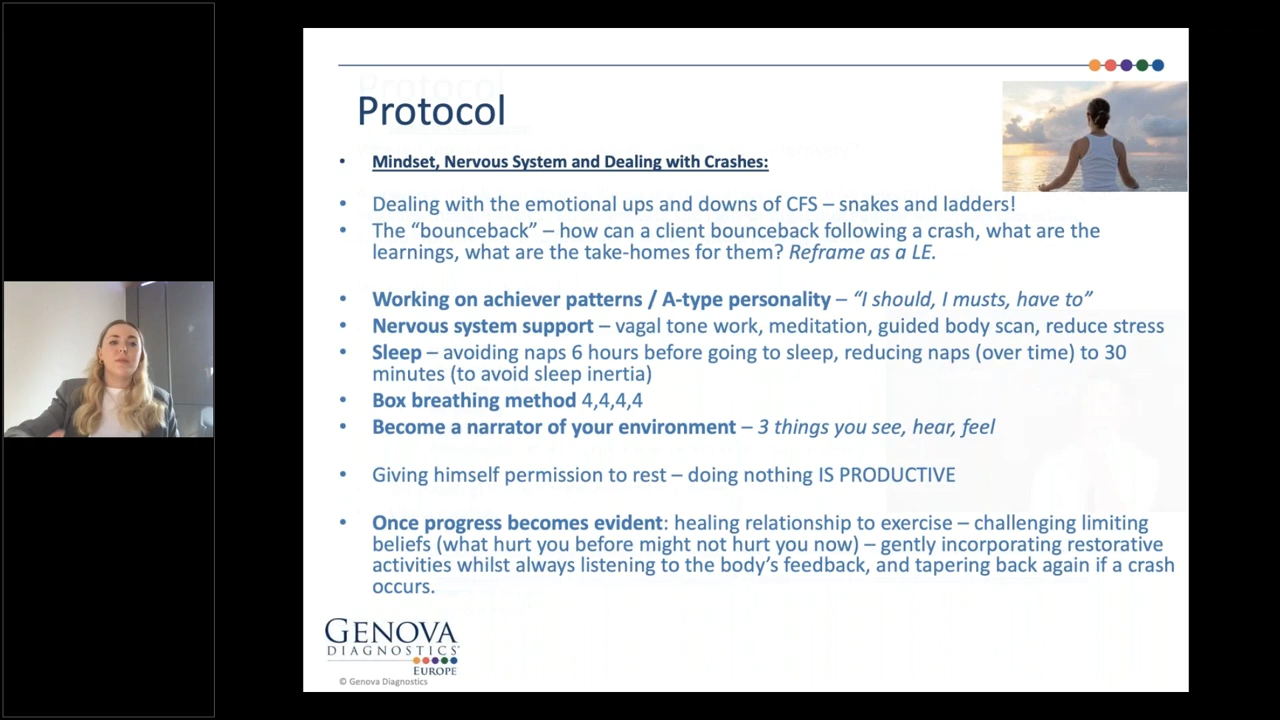 Protocol
• Mindset, Nervous System and Dealing with Crashes:
• Dealing with the emotional ups and downs of CFS – snakes and ladders!
• The “bounceback” – how can a client bounceback following a crash, what are the
learnings, what are the take-homes for them? Reframe as a LE.
• Working on achiever patterns / A-type personality – “I should, I musts, have to”
• Nervous system support – vagal tone work, meditation, guided body scan, reduce stress
• Sleep – avoiding naps 6 hours before going to sleep, reducing naps (over time) to 30
minutes (to avoid sleep inertia)
• Box breathing method 4,4,4,4
• Become a narrator of your environment – 3 things you see, hear, feel
• Giving himself permission to rest – doing nothing IS PRODUCTIVE
• Once progress becomes evident: healing relationship to exercise – challenging limiting
beliefs (what hurt you before might not hurt you now) – gently incorporating restorative
activities whilst always listening to the body’s feedback, and tapering back again if a crash
occurs.
GENOVA
DIAGNOSTICS
EUROPE
© Genova Diagnostics